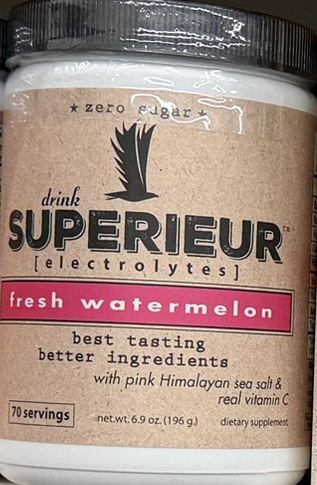 ★ zero sugar ★
drink
SUPERIEUR™
[electrolytes]
fresh watermelon
best tasting
better ingredients
with pink Himalayan sea salt &
real vitamin C
70 servings
net.wt. 6.9 oz. (196 g.)
dietary supplement